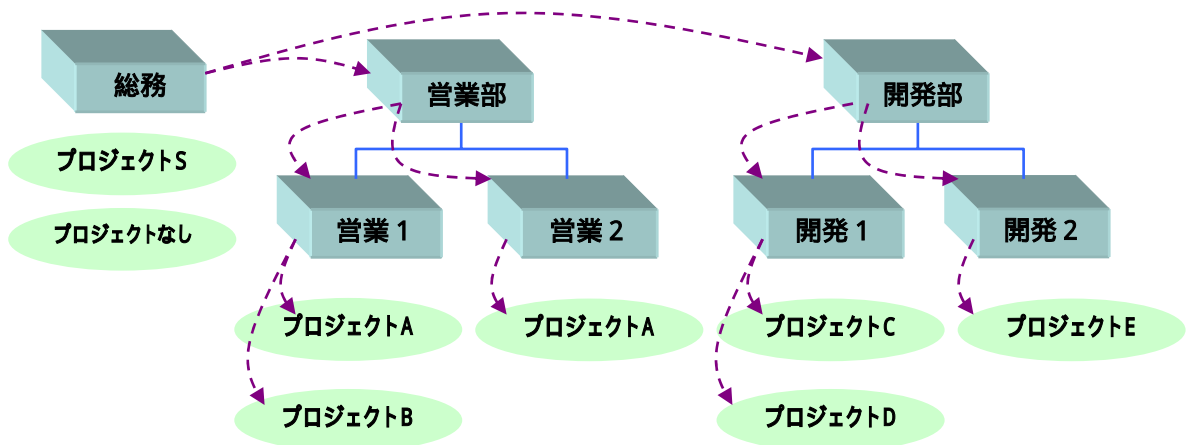 総務
営業部
開発部
プロジェクトS
プロジェクトなし
営業 1
営業 2
開発 1
開発 2
プロジェクトA
プロジェクトA
プロジェクトC
プロジェクトE
プロジェクトB
プロジェクトD